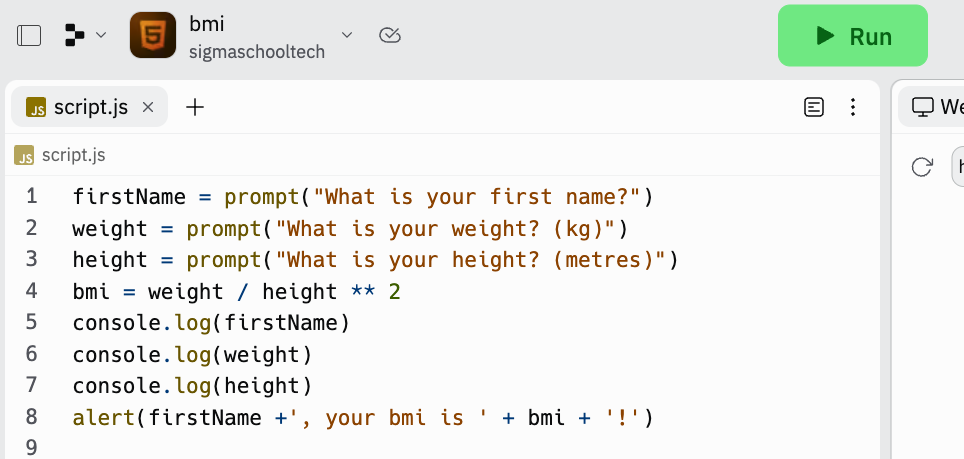 bmi
sigmaschooltech
Run
JS script.js
We
JS script.js
h
1 firstName = prompt("What is your first name?")
2 weight = prompt("What is your weight? (kg)")
3 height = prompt("What is your height? (metres)")
4 bmi = weight / height ** 2
5 console.log(firstName)
6 console.log(weight)
7 console.log(height)
8 alert(firstName +', your bmi is ' + bmi + '!')
9